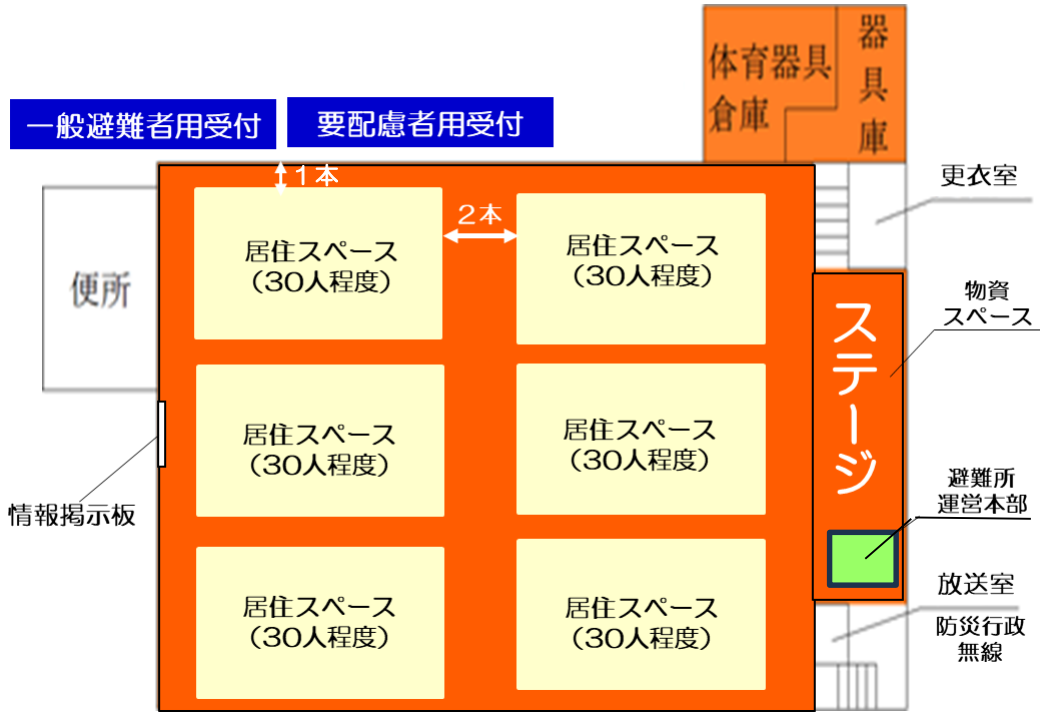 体育器具
倉庫
器具庫
一般避難者用受付
要配慮者用受付
1本
2本
更衣室
居住スペース
(30人程度)
居住スペース
(30人程度)
便所
物資
スペース
ステージ
居住スペース
(30人程度)
居住スペース
(30人程度)
情報掲示板
避難所
運営本部
居住スペース
(30人程度)
居住スペース
(30人程度)
放送室
防災行政
無線